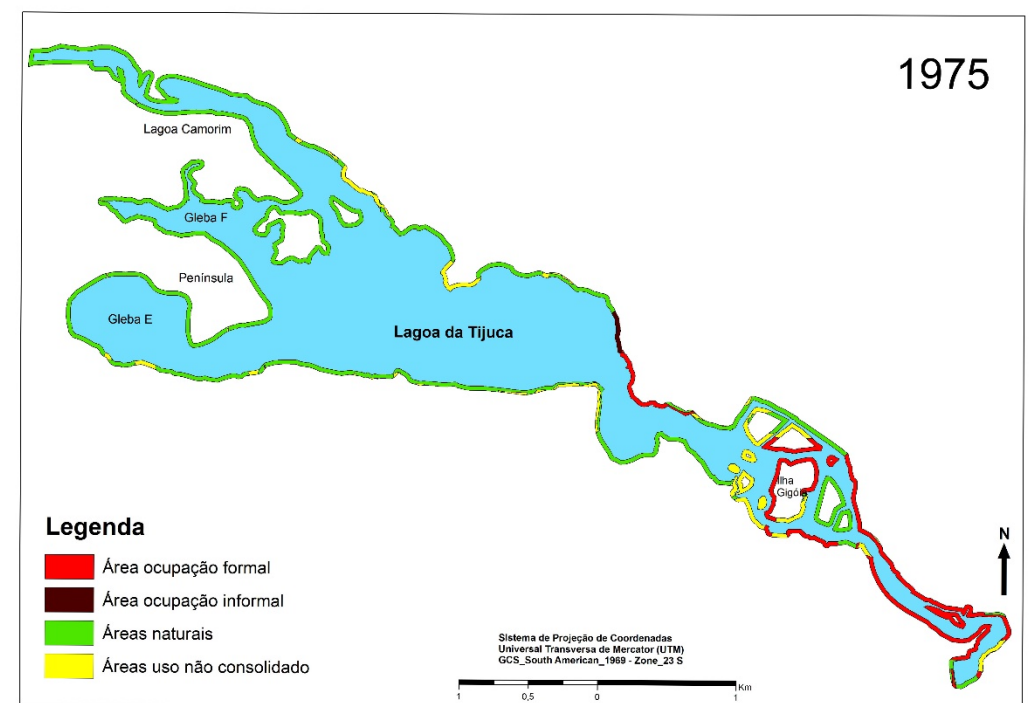 1975
Lagoa Camorim
Gleba F
Península
Gleba E
Lagoa da Tijuca
Ilha
Gigóia
Legenda
Área ocupação formal
Área ocupação informal
Áreas naturais
Áreas uso não consolidado
N
Sistema de Projeção de Coordenadas
Universal Transversa de Mercator (UTM)
GCS_South American_1969 - Zone_23 S
Km
1 0,5 0 1